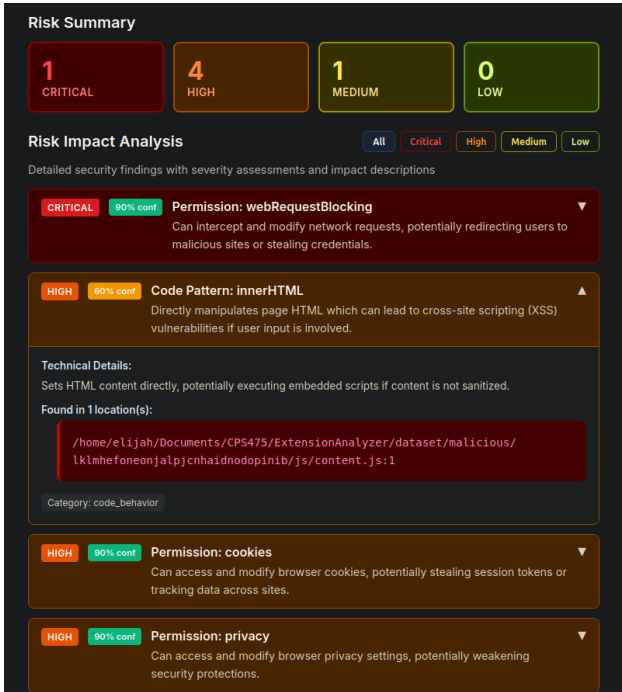 Risk Summary
1
CRITICAL
4
HIGH
1
MEDIUM
0
LOW
Risk Impact Analysis
All
Critical
High
Medium
Low
Detailed security findings with severity assessments and impact descriptions
CRITICAL
90% conf
Permission: webRequestBlocking
▼
Can intercept and modify network requests, potentially redirecting users to
malicious sites or stealing credentials.
HIGH
60% conf
Code Pattern: innerHTML
▲
Directly manipulates page HTML which can lead to cross-site scripting (XSS)
vulnerabilities if user input is involved.
Technical Details:
Sets HTML content directly, potentially executing embedded scripts if content is not sanitized.
Found in 1 location(s):
/home/elijah/Documents/CPS475/ExtensionAnalyzer/dataset/malicious/
lklmhefoneonjalpjcnhaidnodopinib/js/content.js:1
Category: code_behavior
HIGH
90% conf
Permission: cookies
▼
Can access and modify browser cookies, potentially stealing session tokens or
tracking data across sites.
HIGH
90% conf
Permission: privacy
▼
Can access and modify browser privacy settings, potentially weakening
security protections.